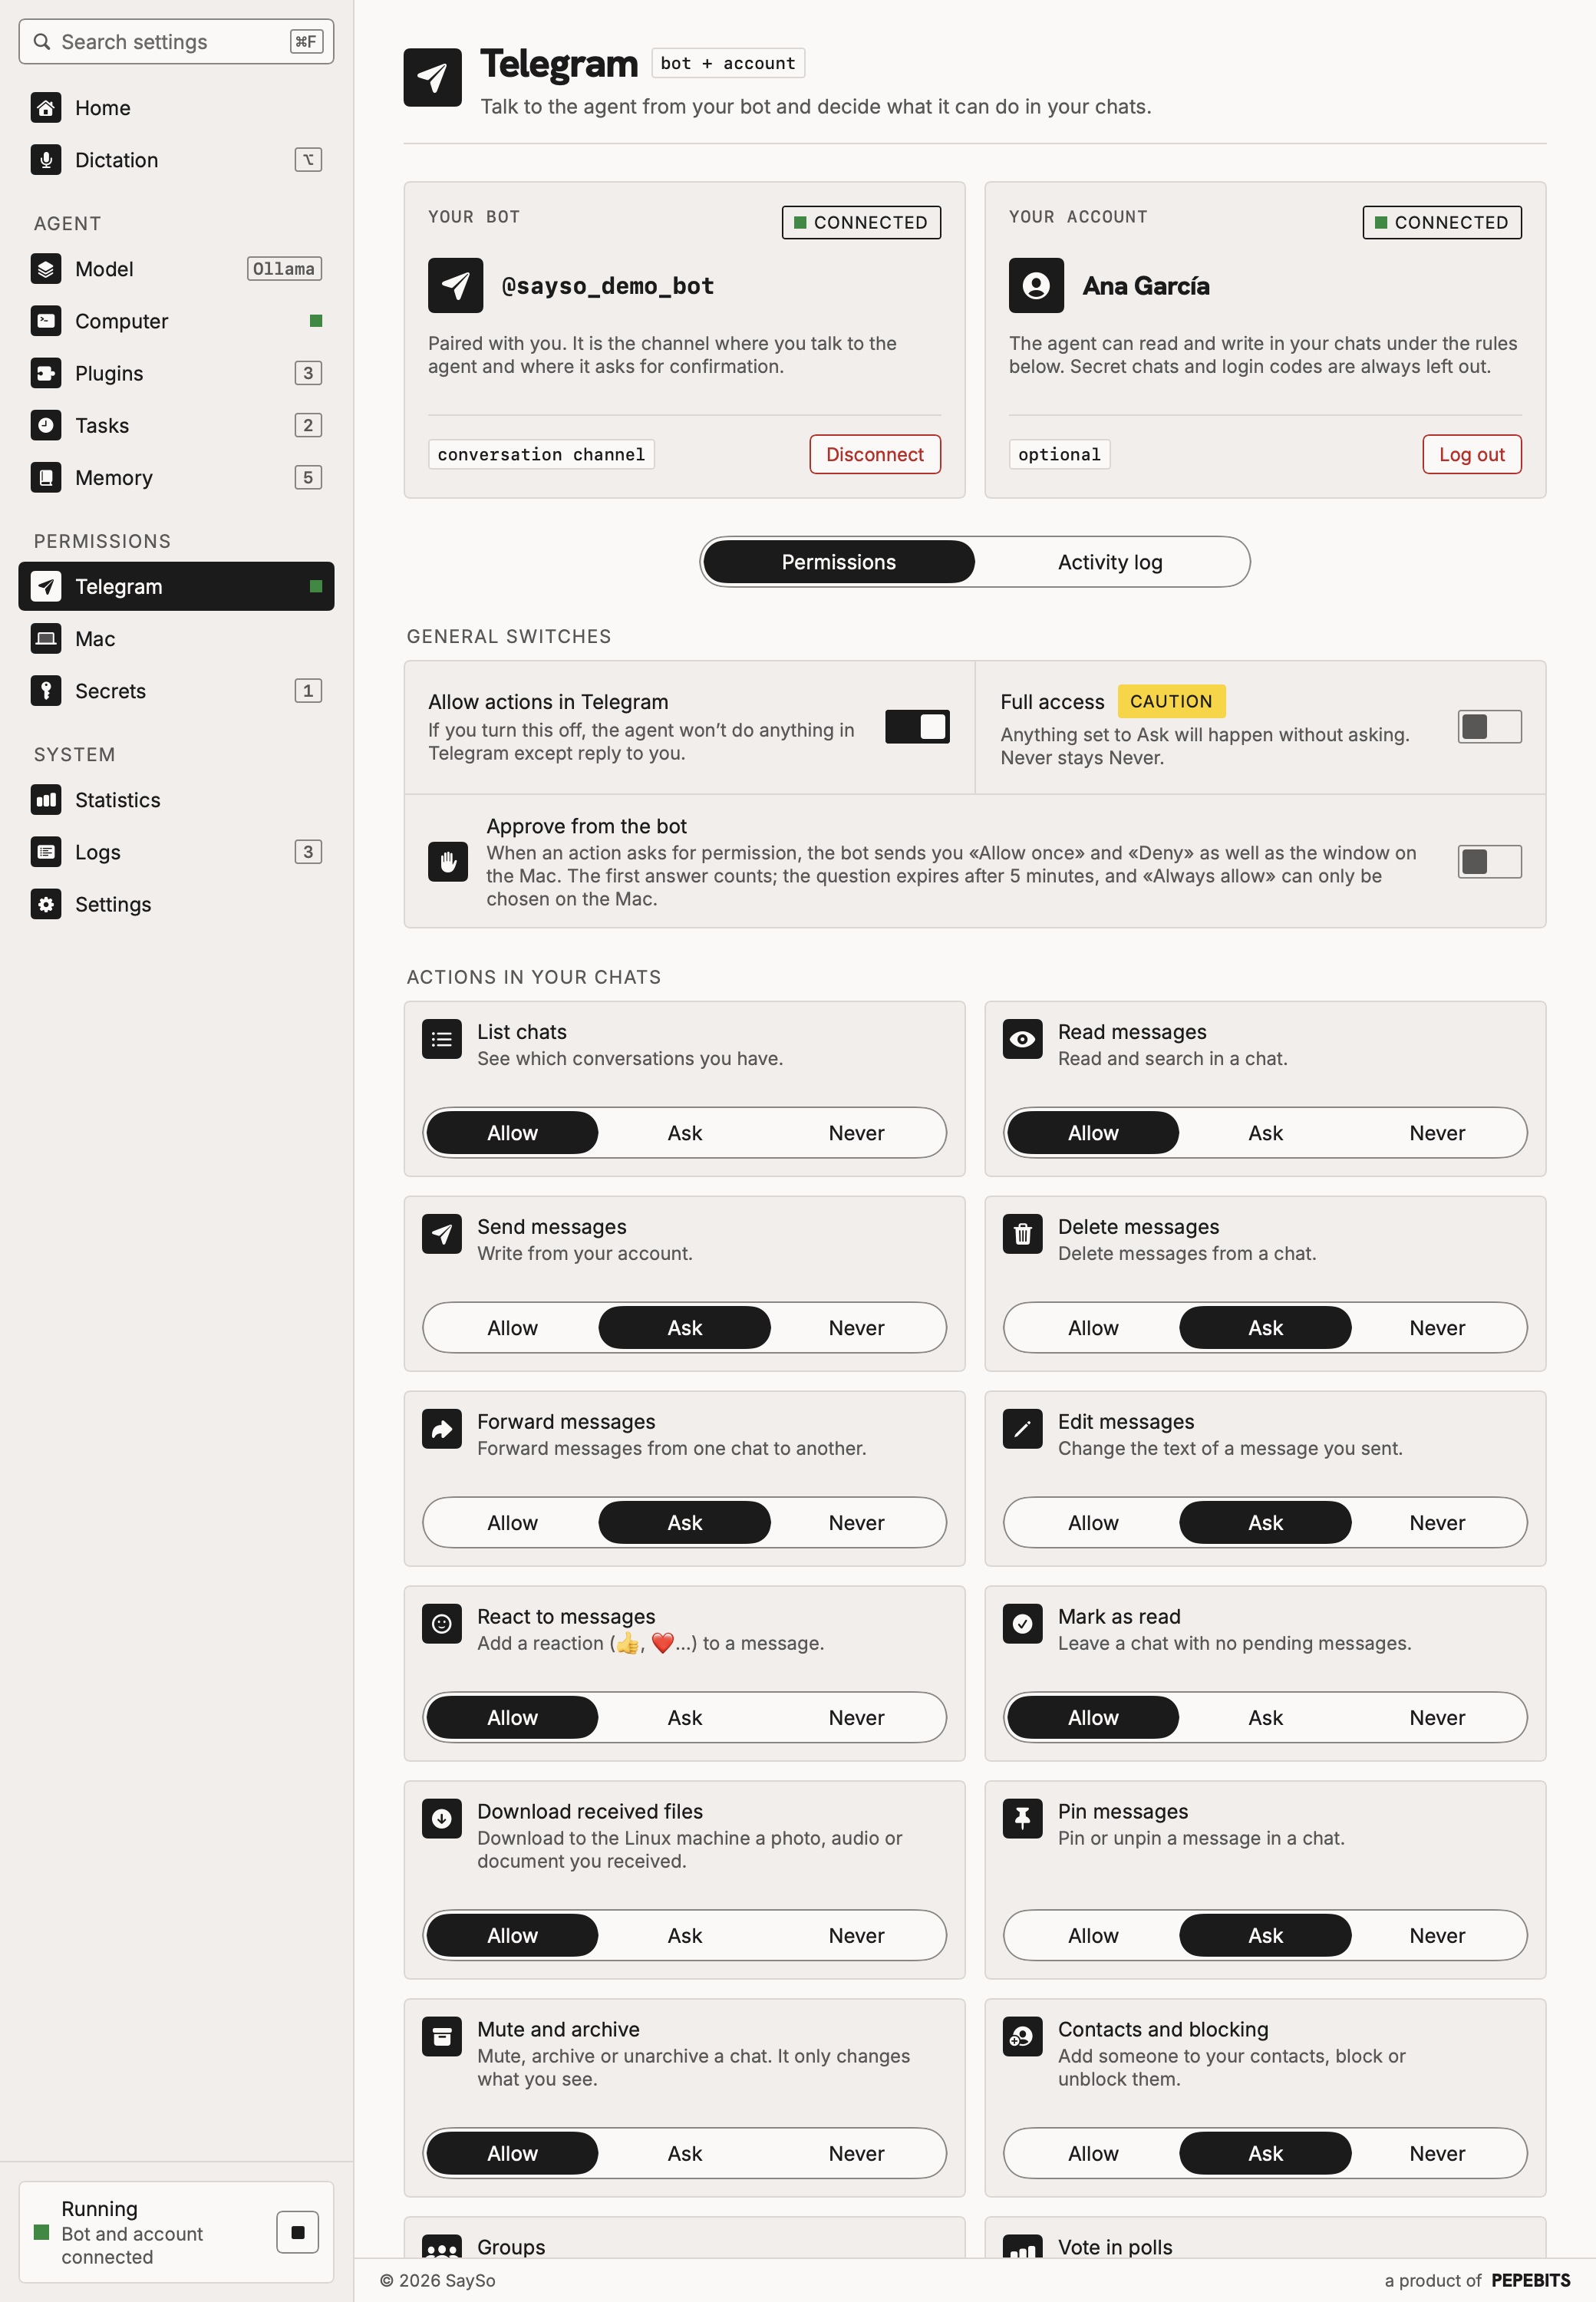 Search settings ⌘F
Home
Dictation ⌥
AGENT
Model Ollama
Computer
Plugins 3
Tasks 2
Memory 5
PERMISSIONS
Telegram
Mac
Secrets 1
SYSTEM
Statistics
Logs 3
Settings
Running
Bot and account
connected
Telegram bot + account
Talk to the agent from your bot and decide what it can do in your chats.
YOUR BOT CONNECTED
@sayso_demo_bot
Paired with you. It is the channel where you talk to the
agent and where it asks for confirmation.
conversation channel Disconnect
YOUR ACCOUNT CONNECTED
Ana García
The agent can read and write in your chats under the rules
below. Secret chats and login codes are always left out.
optional Log out
Permissions Activity log
GENERAL SWITCHES
Allow actions in Telegram
If you turn this off, the agent won’t do anything in
Telegram except reply to you.
Full access CAUTION
Anything set to Ask will happen without asking.
Never stays Never.
Approve from the bot
When an action asks for permission, the bot sends you «Allow once» and «Deny» as well as the window on
the Mac. The first answer counts; the question expires after 5 minutes, and «Always allow» can only be
chosen on the Mac.
ACTIONS IN YOUR CHATS
List chats
See which conversations you have.
Allow Ask Never
Read messages
Read and search in a chat.
Allow Ask Never
Send messages
Write from your account.
Allow Ask Never
Delete messages
Delete messages from a chat.
Allow Ask Never
Forward messages
Forward messages from one chat to another.
Allow Ask Never
Edit messages
Change the text of a message you sent.
Allow Ask Never
React to messages
Add a reaction (👍, ❤️...) to a message.
Allow Ask Never
Mark as read
Leave a chat with no pending messages.
Allow Ask Never
Download received files
Download to the Linux machine a photo, audio or
document you received.
Allow Ask Never
Pin messages
Pin or unpin a message in a chat.
Allow Ask Never
Mute and archive
Mute, archive or unarchive a chat. It only changes
what you see.
Allow Ask Never
Contacts and blocking
Add someone to your contacts, block or
unblock them.
Allow Ask Never
Groups
Vote in polls
© 2026 SaySo
a product of PEPEBITS